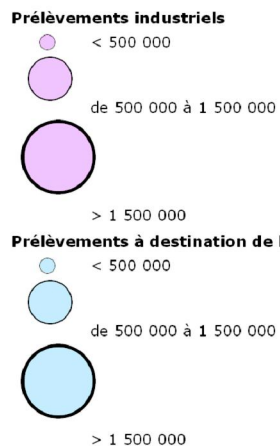 Prélèvements industriels
< 500 000
de 500 000 à 1 500 000
> 1 500 000
Prélèvements à destination de
< 500 000
de 500 000 à 1 500 000
> 1 500 000